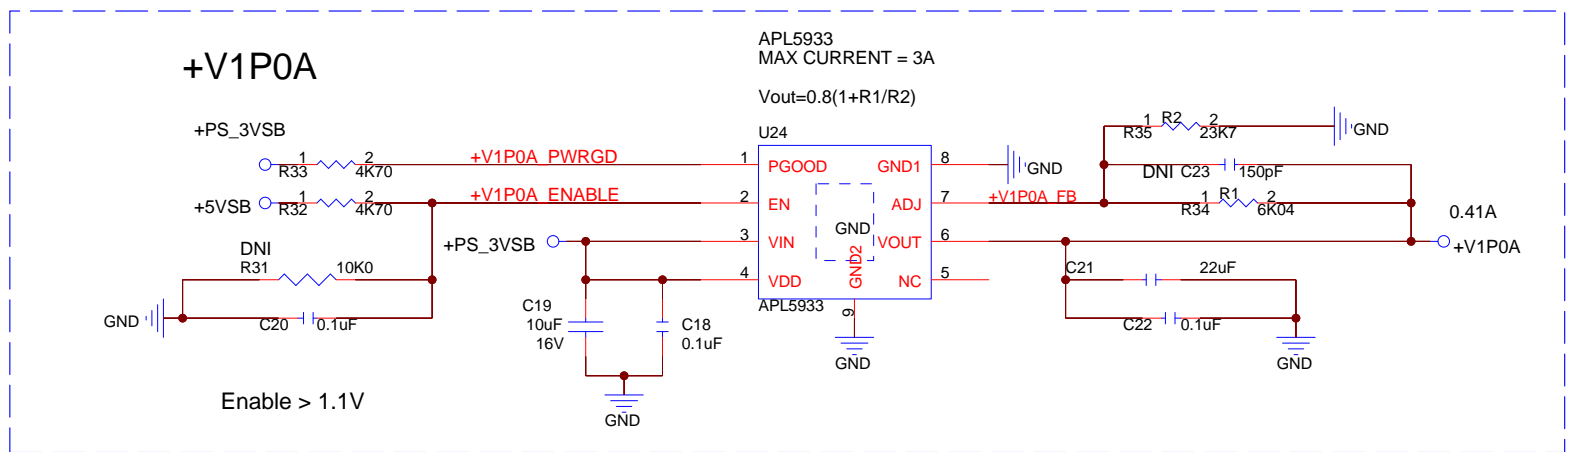 +V1P0A
APL5933
MAX CURRENT = 3A
Vout=0.8(1+R1/R2)
+PS_3VSB
1
2
R33
4K70
+V1P0A_PWRGD
+5VSB
1
2
R32
4K70
+V1P0A_ENABLE
DNI
R31
10K0
GND
C20
0.1uF
Enable > 1.1V
+PS_3VSB
C19
10uF
16V
C18
0.1uF
GND
U24
1
PGOOD
2
EN
3
VIN
4
VDD
GND1
8
ADJ
7
VOUT
6
NC
5
GND
GND2
9
APL5933
GND
GND
+V1P0A_FB
1
R2
2
R35
23K7
GND
DNI
C23
150pF
1
R1
2
R34
6K04
0.41A
+V1P0A
C21
22uF
C22
0.1uF
GND